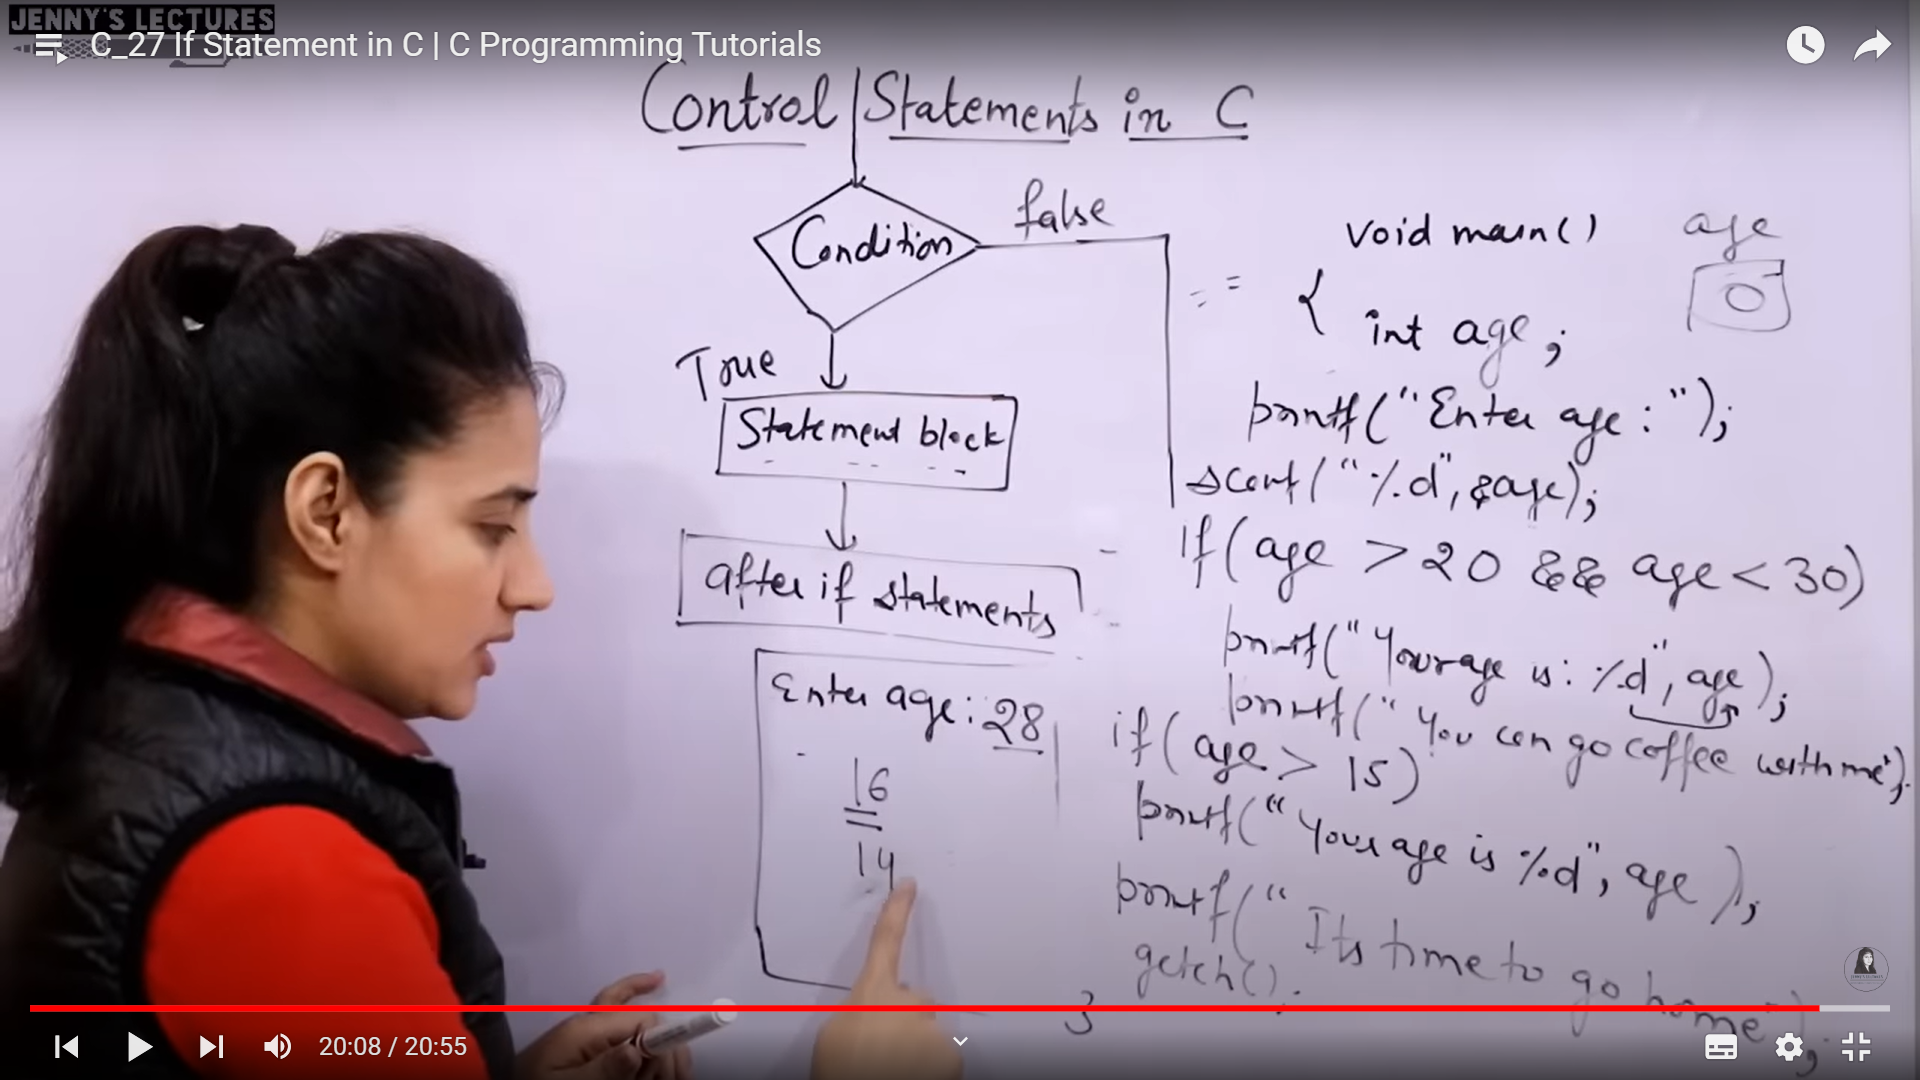 JENNY'S LECTURES
C_27 If Statement in C | C Programming Tutorials
Control Statements in C
Condition
false
True
Statement block
after if statements
Enter age: 28
16
14
void main()
age
0
{
int age;
printf("Enter age: ");
scanf("%d", &age);
if(age > 20 && age < 30)
printf("Your age is: %d", age);
printf("You can go coffee with me");
if(age > 15)
printf("Your age is %d", age);
printf("Its time to go home");
getch();
}
20:08 / 20:55